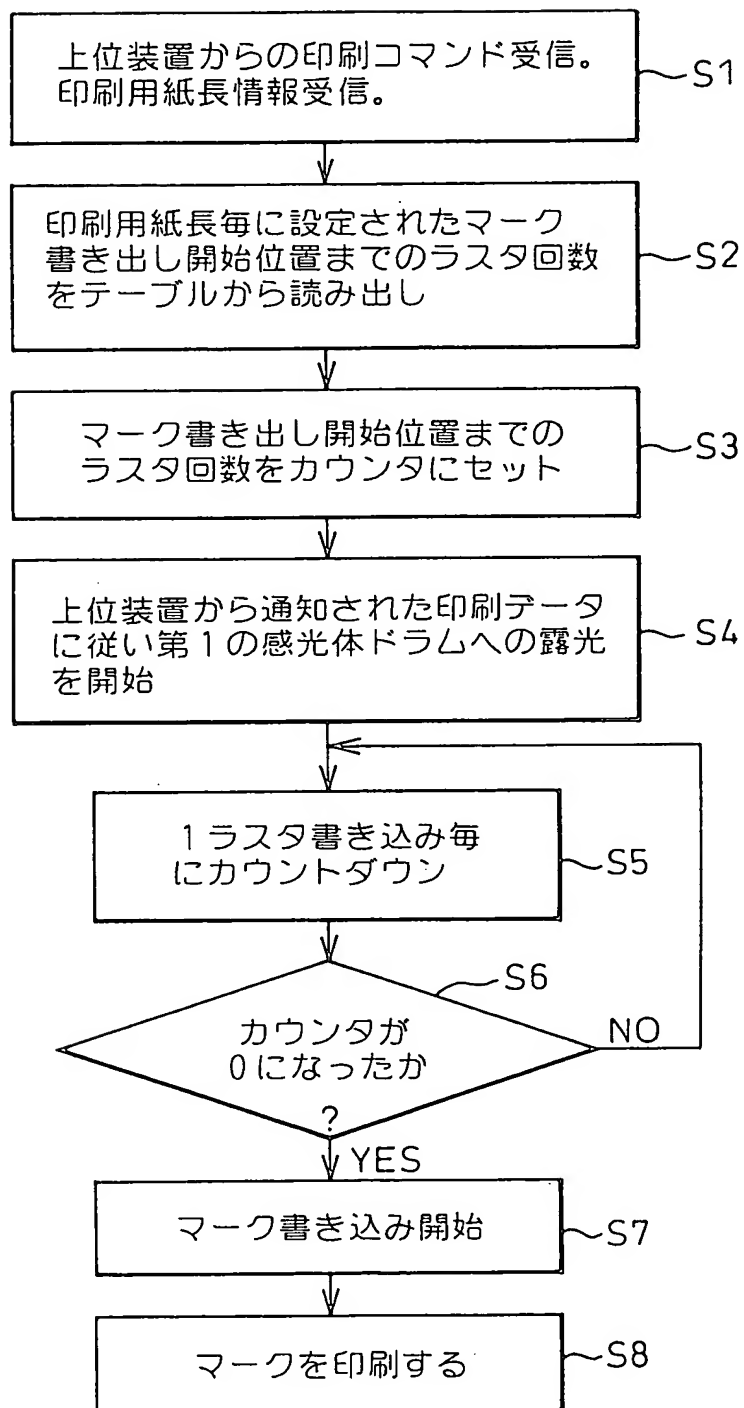 上位装置からの印刷コマンド受信。
印刷用紙長情報受信。
S1
印刷用紙長毎に設定されたマーク
書き出し開始位置までのラスタ回数
をテーブルから読み出し
S2
マーク書き出し開始位置までの
ラスタ回数をカウンタにセット
S3
上位装置から通知された印刷データ
に従い第1の感光体ドラムへの露光
を開始
S4
1ラスタ書き込み毎
にカウントダウン
S5
S6
カウンタが
0になったか
?
NO
YES
マーク書き込み開始
S7
マークを印刷する
S8